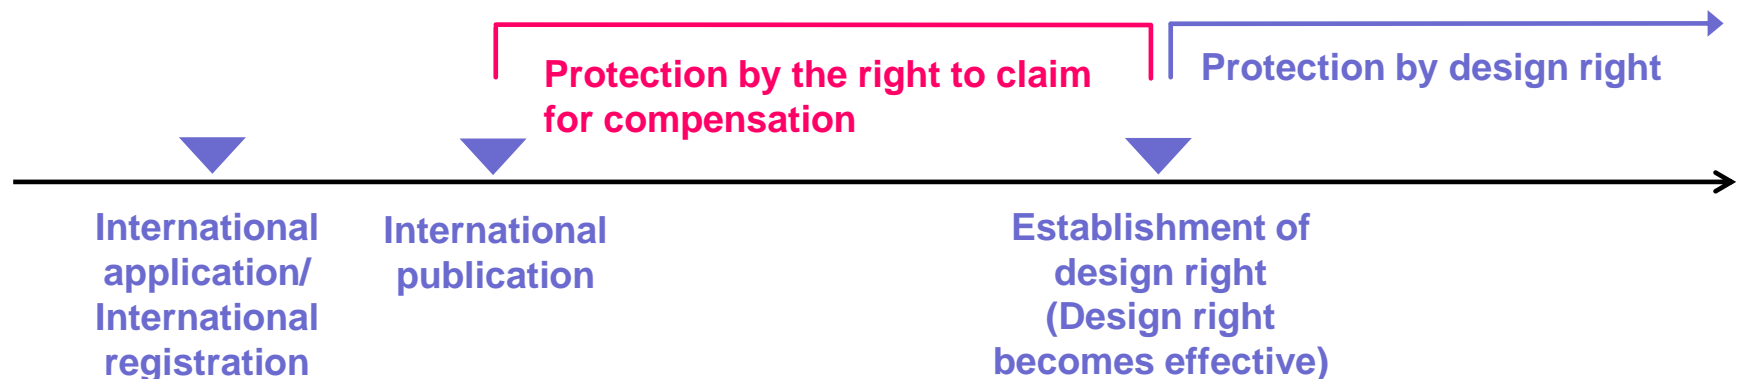 Protection by the right to claim
for compensation
Protection by design right
International
application/
International
registration
International
publication
Establishment of
design right
(Design right
becomes effective)